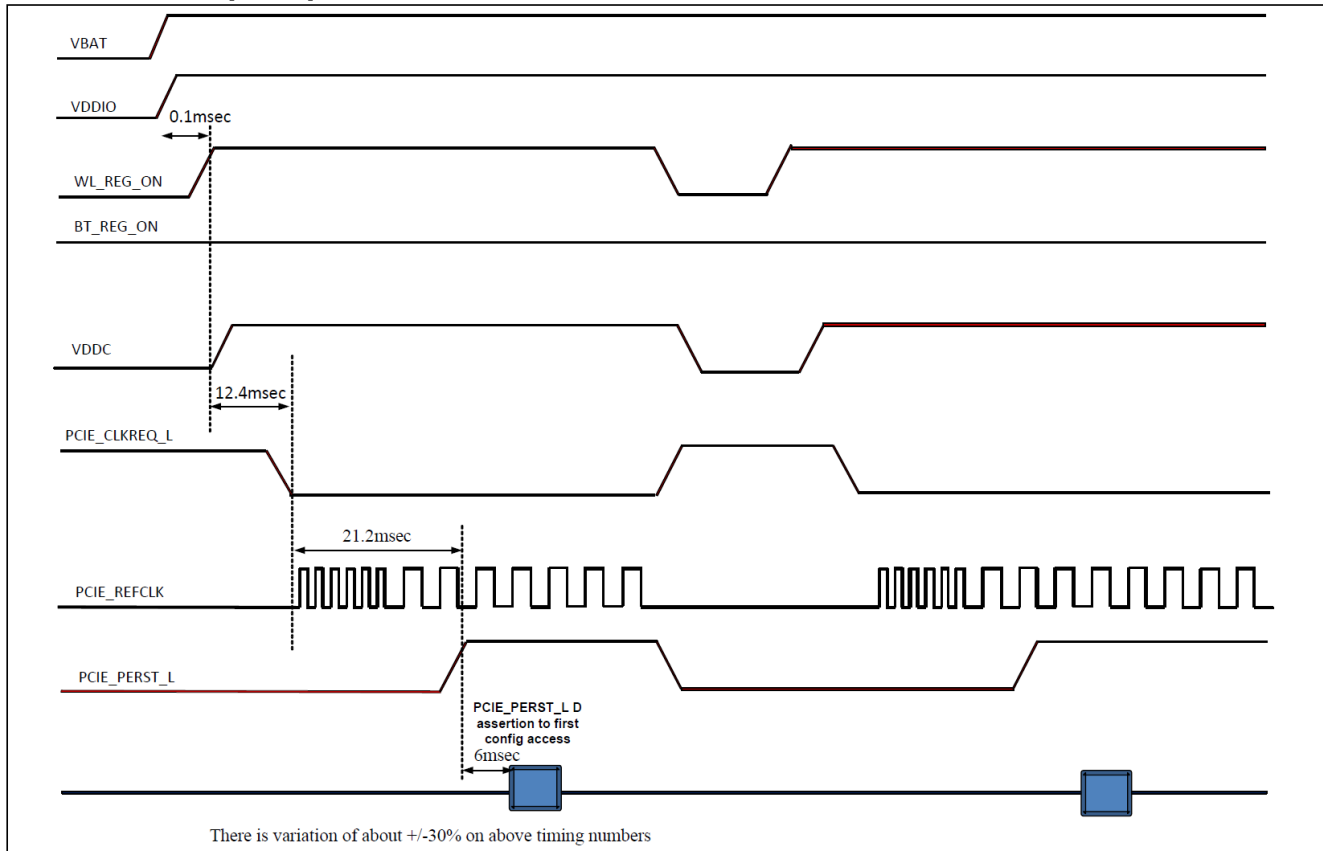 VBAT
VDDIO
0.1msec
WL_REG_ON
BT_REG_ON
VDDC
12.4msec
PCIE_CLKREQ_L
21.2msec
PCIE_REFCLK
PCIE_PERST_L
PCIE_PERST_L D
assertion to first
config access
6msec
There is variation of about +/-30% on above timing numbers